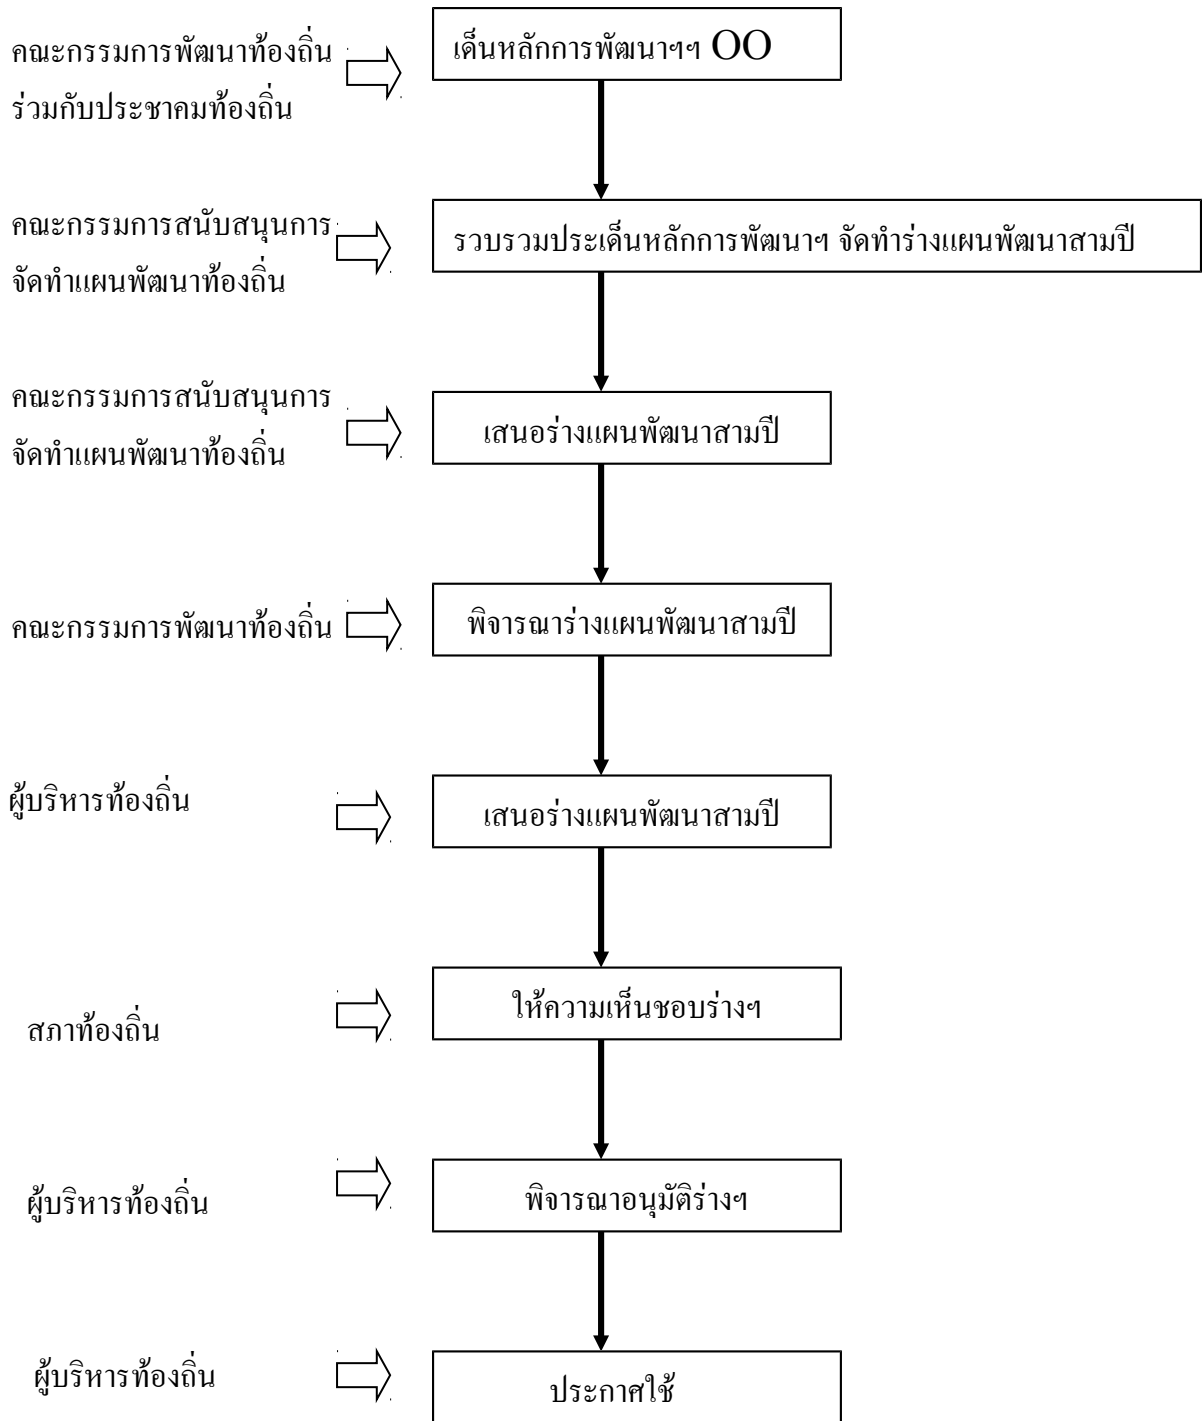 คณะกรรมการพัฒนาท้องถิ่น
ร่วมกับประชาคมท้องถิ่น
เด็นหลักการพัฒนาฯฯ OO
คณะกรรมการสนับสนุนการ
จัดทำแผนพัฒนาท้องถิ่น
รวบรวมประเด็นหลักการพัฒนาฯ จัดทำร่างแผนพัฒนาสามปี
คณะกรรมการสนับสนุนการ
จัดทำแผนพัฒนาท้องถิ่น
เสนอร่างแผนพัฒนาสามปี
คณะกรรมการพัฒนาท้องถิ่น
พิจารณาร่างแผนพัฒนาสามปี
ผู้บริหารท้องถิ่น
เสนอร่างแผนพัฒนาสามปี
สภาท้องถิ่น
ให้ความเห็นชอบร่างฯ
ผู้บริหารท้องถิ่น
พิจารณาอนุมัติร่างฯ
ผู้บริหารท้องถิ่น
ประกาศใช้